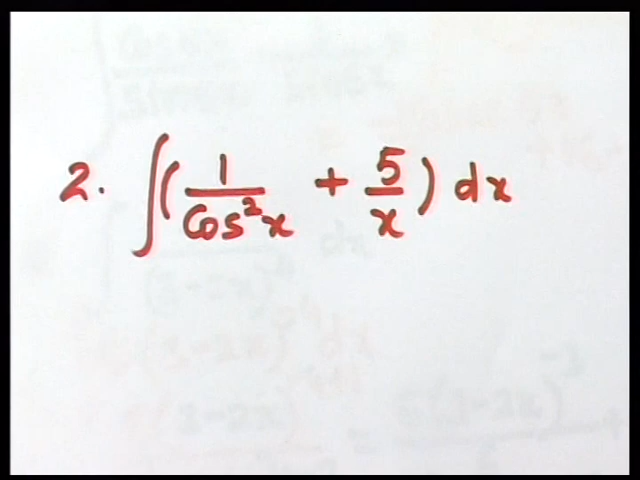 2. ∫(1/Cos²x + 5/x) dx